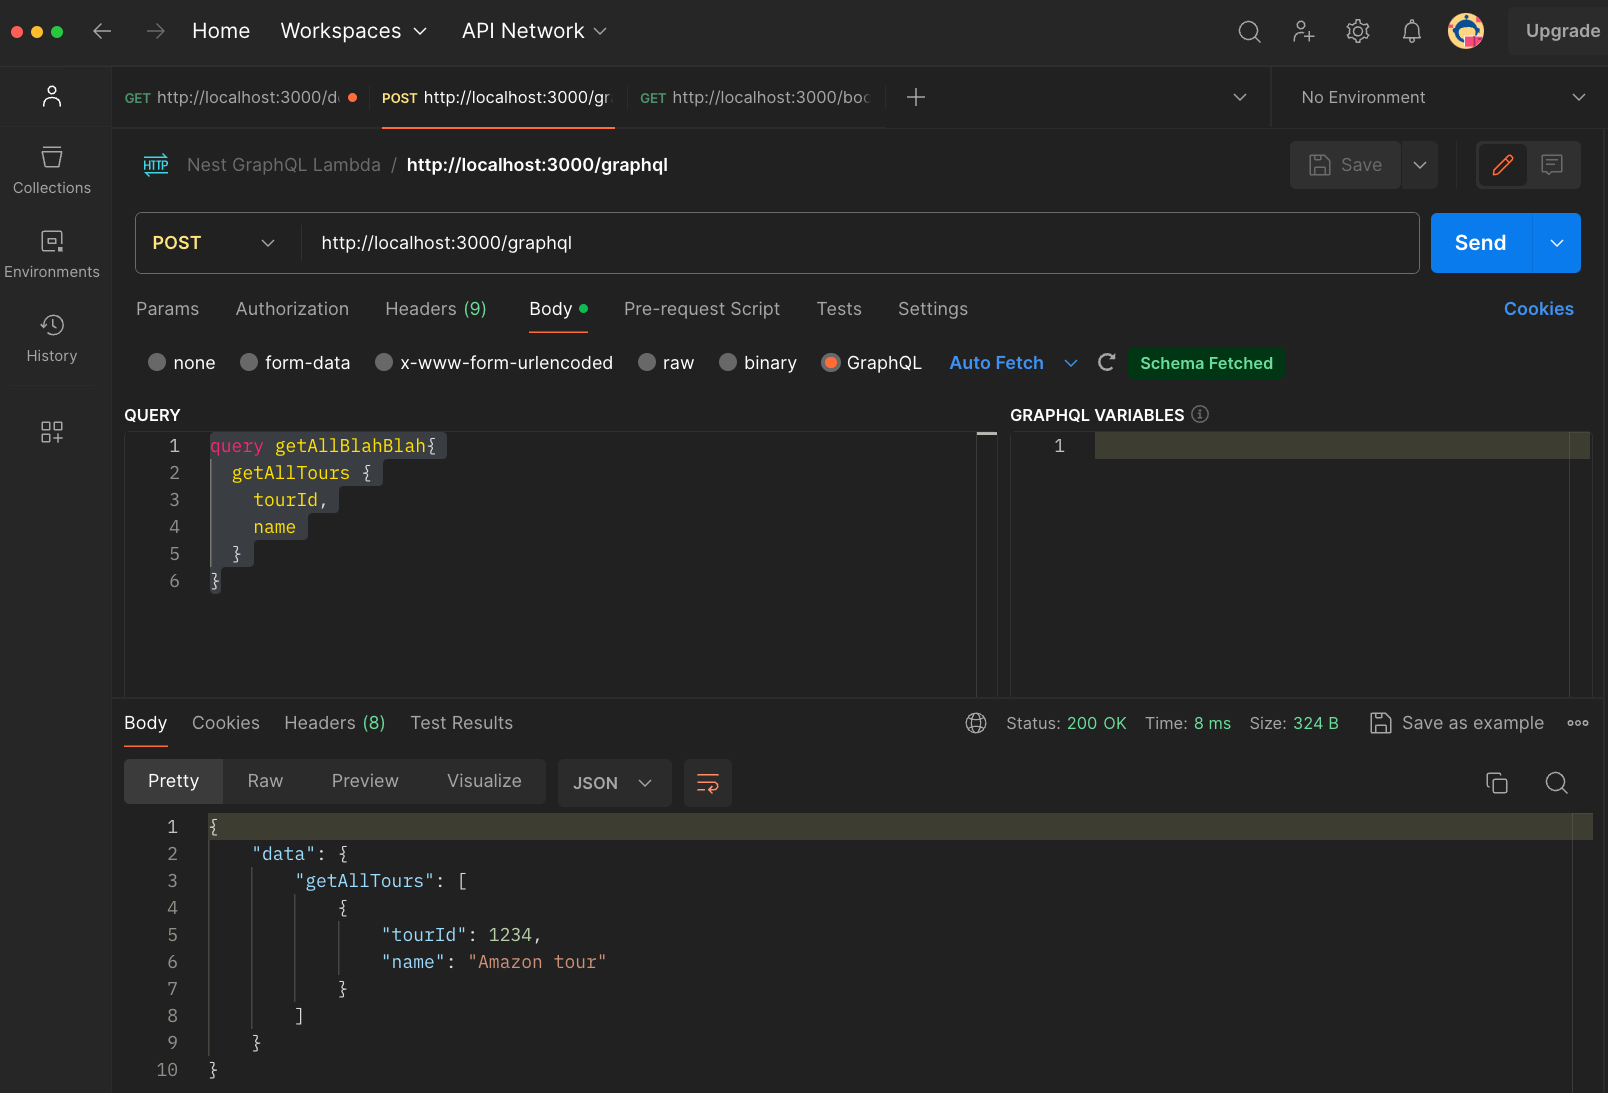 Home Workspaces API Network Upgrade
GET http://localhost:3000/d POST http://localhost:3000/gr GET http://localhost:3000/boc No Environment
HTTP Nest GraphQL Lambda / http://localhost:3000/graphql Save
Collections
Environments
History
POST http://localhost:3000/graphql Send
Params Authorization Headers (9) Body Pre-request Script Tests Settings Cookies
none form-data x-www-form-urlencoded raw binary GraphQL Auto Fetch Schema Fetched
QUERY GRAPHQL VARIABLES
1 query getAllBlahBlah{ 1
2 getAllTours {
3 tourId,
4 name
5 }
6 }
Body Cookies Headers (8) Test Results Status: 200 OK Time: 8 ms Size: 324 B Save as example
Pretty Raw Preview Visualize JSON
1 {
2 "data": {
3 "getAllTours": [
4 {
5 "tourId": 1234,
6 "name": "Amazon tour"
7 }
8 ]
9 }
10 }